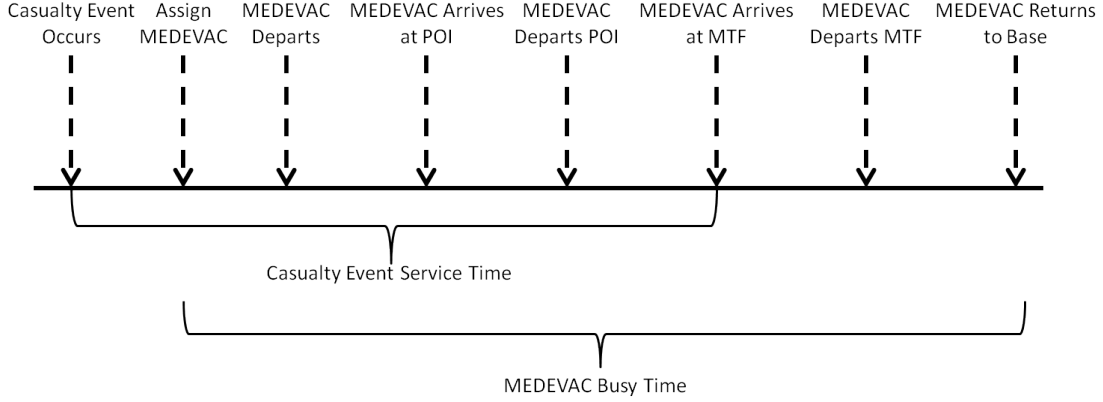 Casualty Event
Occurs
Assign
MEDEVAC
MEDEVAC
Departs
MEDEVAC Arrives
at POI
MEDEVAC
Departs POI
MEDEVAC Arrives
at MTF
MEDEVAC
Departs MTF
MEDEVAC Returns
to Base
Casualty Event Service Time
MEDEVAC Busy Time